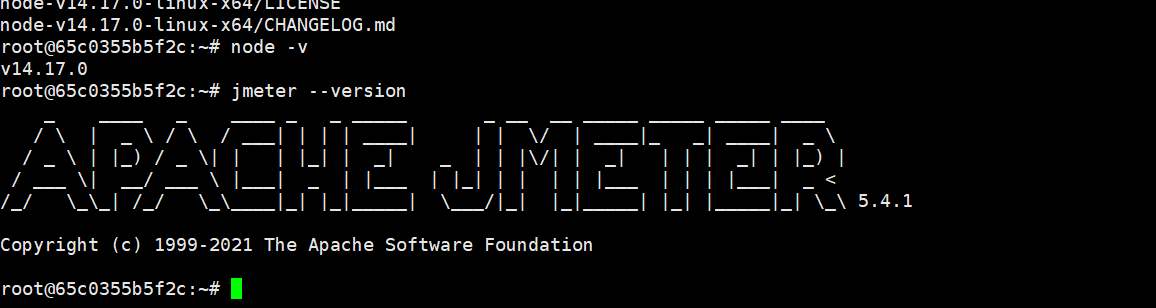 node-v14.17.0-linux-x64/LICENSE
node-v14.17.0-linux-x64/CHANGELOG.md
root@65c0355b5f2c:~# node -v
v14.17.0
root@65c0355b5f2c:~# jmeter --version
APACHE JMETER 5.4.1
Copyright (c) 1999-2021 The Apache Software Foundation
root@65c0355b5f2c:~#